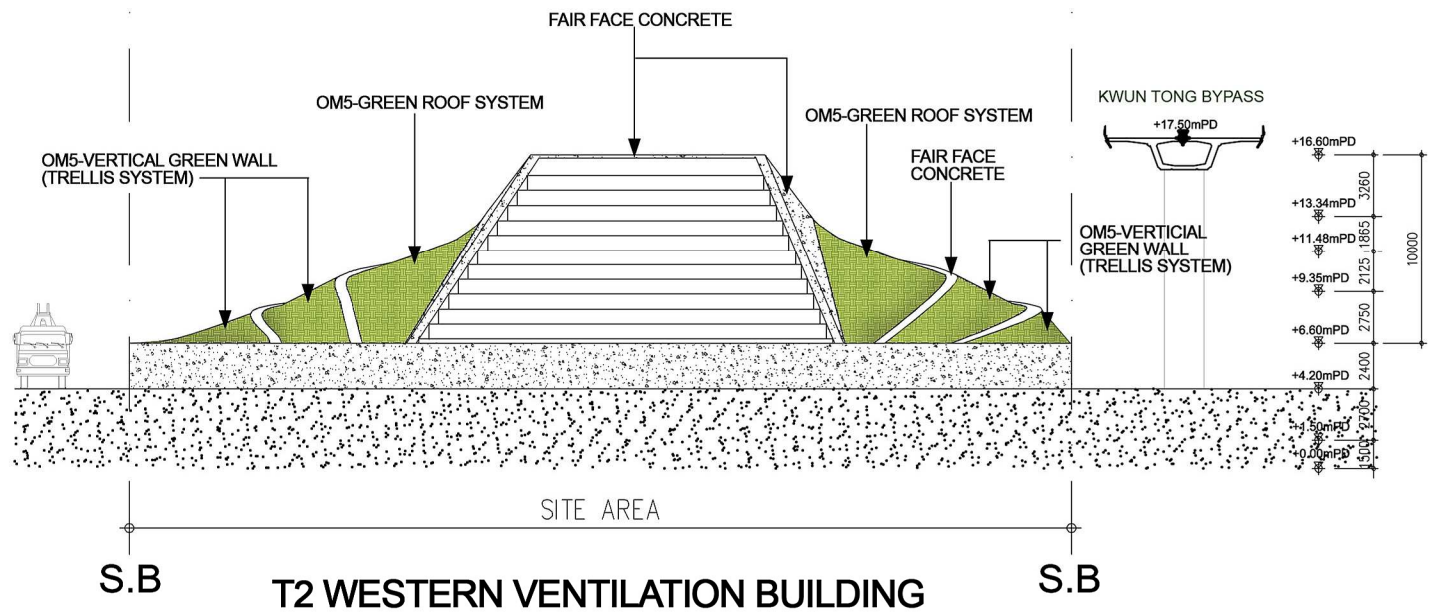 FAIR FACE CONCRETE
OM5-GREEN ROOF SYSTEM
OM5-VERTICAL GREEN WALL
(TRELLIS SYSTEM)
OM5-GREEN ROOF SYSTEM
FAIR FACE
CONCRETE
OM5-VERTICIAL
GREEN WALL
(TRELLIS SYSTEM)
KWUN TONG BYPASS
+17.50mPD
+16.60mPD
3260
+13.34mPD
1865
+11.48mPD
2125
+9.35mPD
2750
+6.60mPD
10000
2400
+4.20mPD
2700
+1.50mPD
1500
+0.00mPD
SITE AREA
S.B
S.B
T2 WESTERN VENTILATION BUILDING